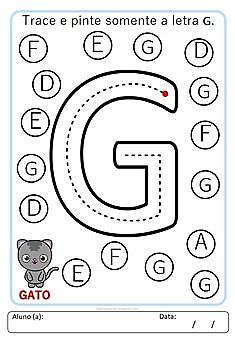 Trace e pinte somente a letra G.
F E G D
D G
E F
G G
D
G
A
F
E G G
GATO
Aluno (a): Data: / /